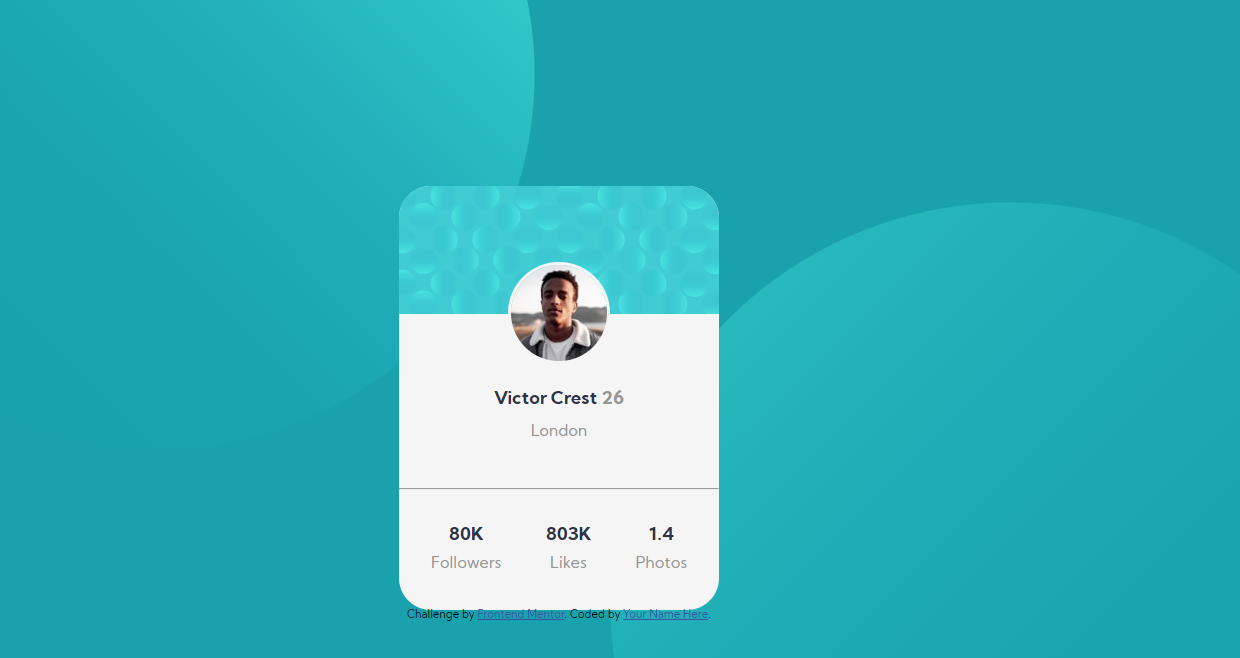 Victor Crest 26
London
80K 803K 1.4
Followers Likes Photos
Challenge by Frontend Mentor. Coded by Your Name Here.